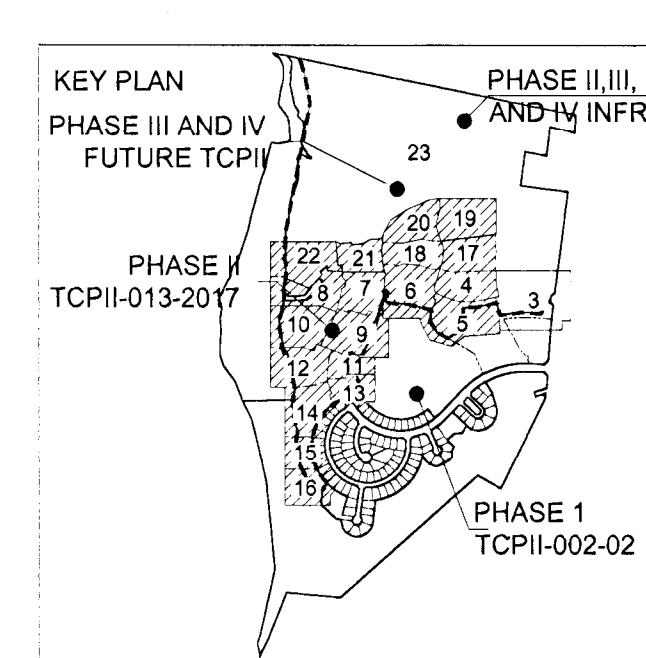 KEY PLAN
PHASE II,III,
AND IV INFR
PHASE III AND IV
FUTURE TCPII
23
20 19
22 21 18 17
PHASE II
TCPII-013-2017
8 7 6 4
3
10 9 5
12 11
13
14
15
16
PHASE 1
TCPII-002-02